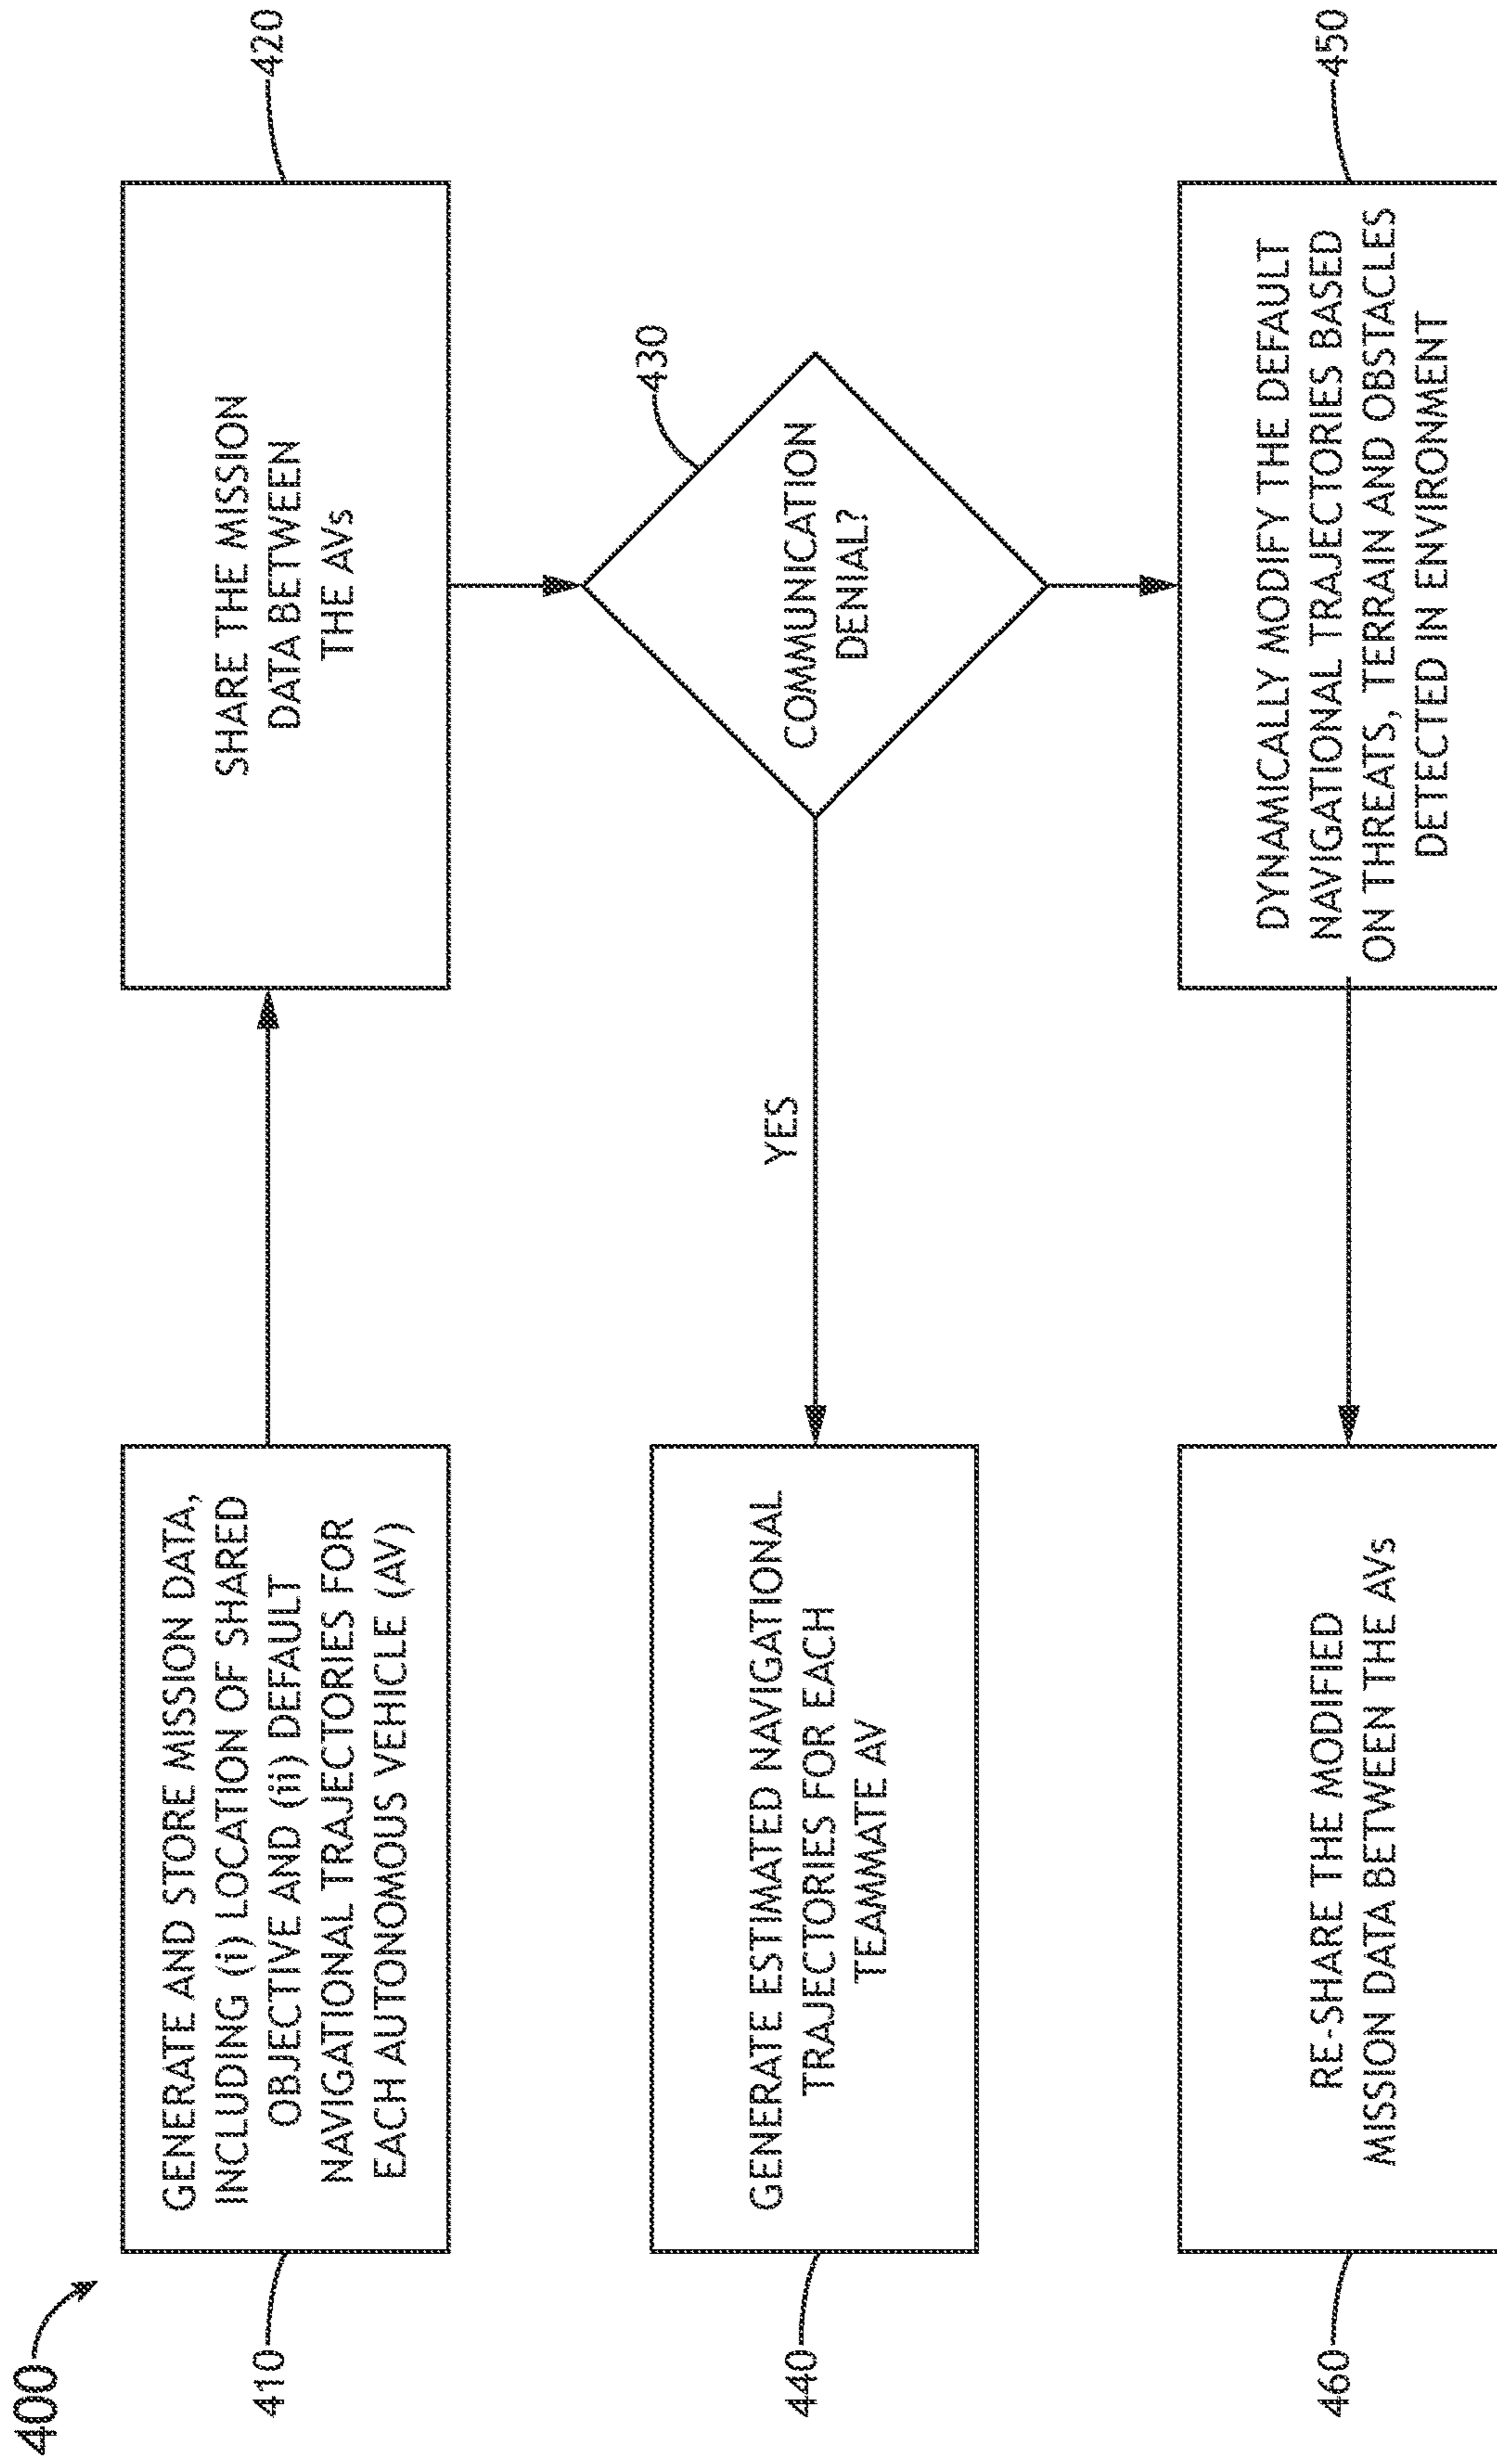 400
410
GENERATE AND STORE MISSION DATA,
INCLUDING (i) LOCATION OF SHARED
OBJECTIVE AND (ii) DEFAULT
NAVIGATIONAL TRAJECTORIES FOR
EACH AUTONOMOUS VEHICLE (AV)
420
SHARE THE MISSION
DATA BETWEEN
THE AVs
430
COMMUNICATION
DENIAL?
YES
440
GENERATE ESTIMATED NAVIGATIONAL
TRAJECTORIES FOR EACH
TEAMMATE AV
450
DYNAMICALLY MODIFY THE DEFAULT
NAVIGATIONAL TRAJECTORIES BASED
ON THREATS, TERRAIN AND OBSTACLES
DETECTED IN ENVIRONMENT
460
RE-SHARE THE MODIFIED
MISSION DATA BETWEEN THE AVs